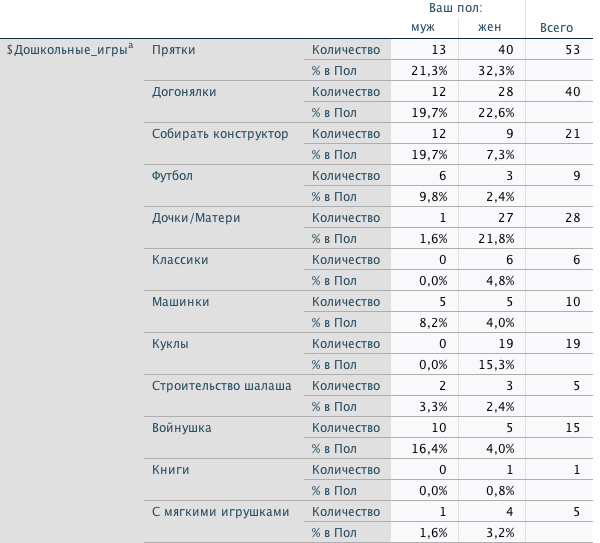 Ваш пол:
муж жен Всего
$Дошкольные_игрыa Прятки Количество 13 40 53
% в Пол 21,3% 32,3%
Догонялки Количество 12 28 40
% в Пол 19,7% 22,6%
Собирать конструктор Количество 12 9 21
% в Пол 19,7% 7,3%
Футбол Количество 6 3 9
% в Пол 9,8% 2,4%
Дочки/Матери Количество 1 27 28
% в Пол 1,6% 21,8%
Классики Количество 0 6 6
% в Пол 0,0% 4,8%
Машинки Количество 5 5 10
% в Пол 8,2% 4,0%
Куклы Количество 0 19 19
% в Пол 0,0% 15,3%
Строительство шалаша Количество 2 3 5
% в Пол 3,3% 2,4%
Войнушка Количество 10 5 15
% в Пол 16,4% 4,0%
Книги Количество 0 1 1
% в Пол 0,0% 0,8%
С мягкими игрушками Количество 1 4 5
% в Пол 1,6% 3,2%